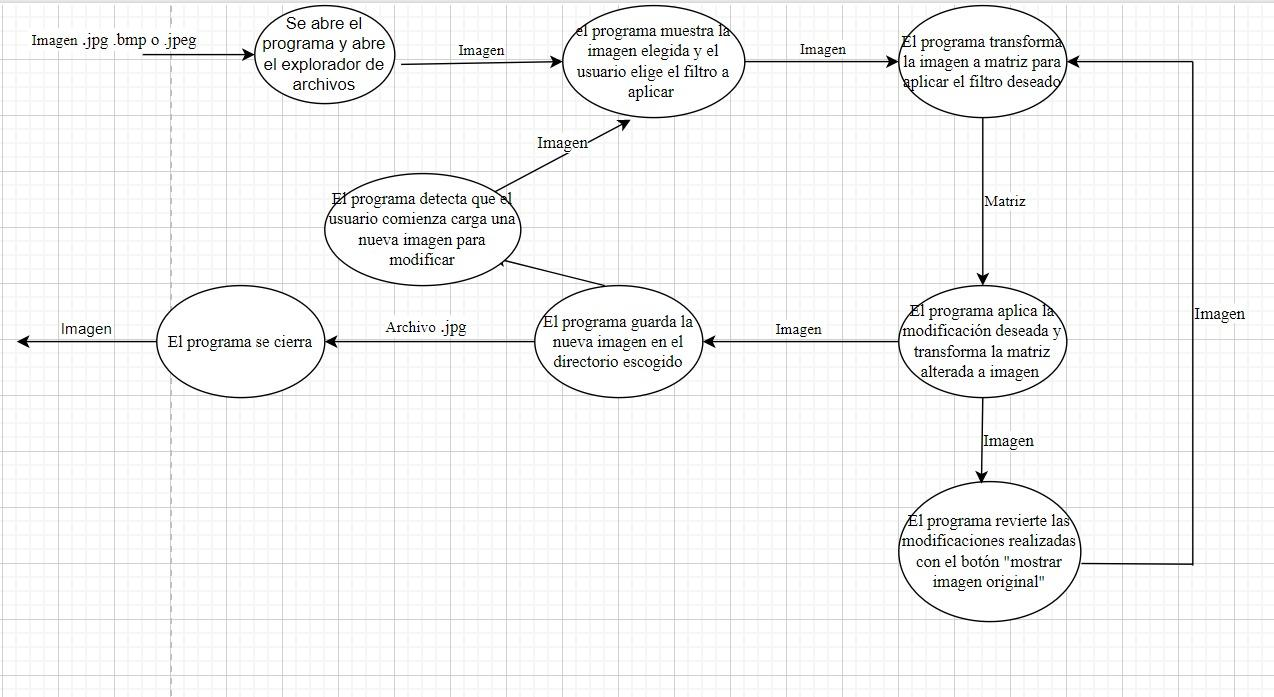 Imagen .jpg .bmp o .jpeg
Se abre el
programa y abre
el explorador de
archivos
Imagen
el programa muestra la
imagen elegida y el
usuario elige el filtro a
aplicar
Imagen
El programa transforma
la imagen a matriz para
aplicar el filtro deseado
Imagen
El programa detecta que el
usuario comienza carga una
nueva imagen para
modificar
Matriz
Imagen
El programa se cierra
Archivo .jpg
El programa guarda la
nueva imagen en el
directorio escogido
Imagen
El programa aplica la
modificación deseada y
transforma la matriz
alterada a imagen
Imagen
Imagen
El programa revierte las
modificaciones realizadas
con el botón "mostrar
imagen original"